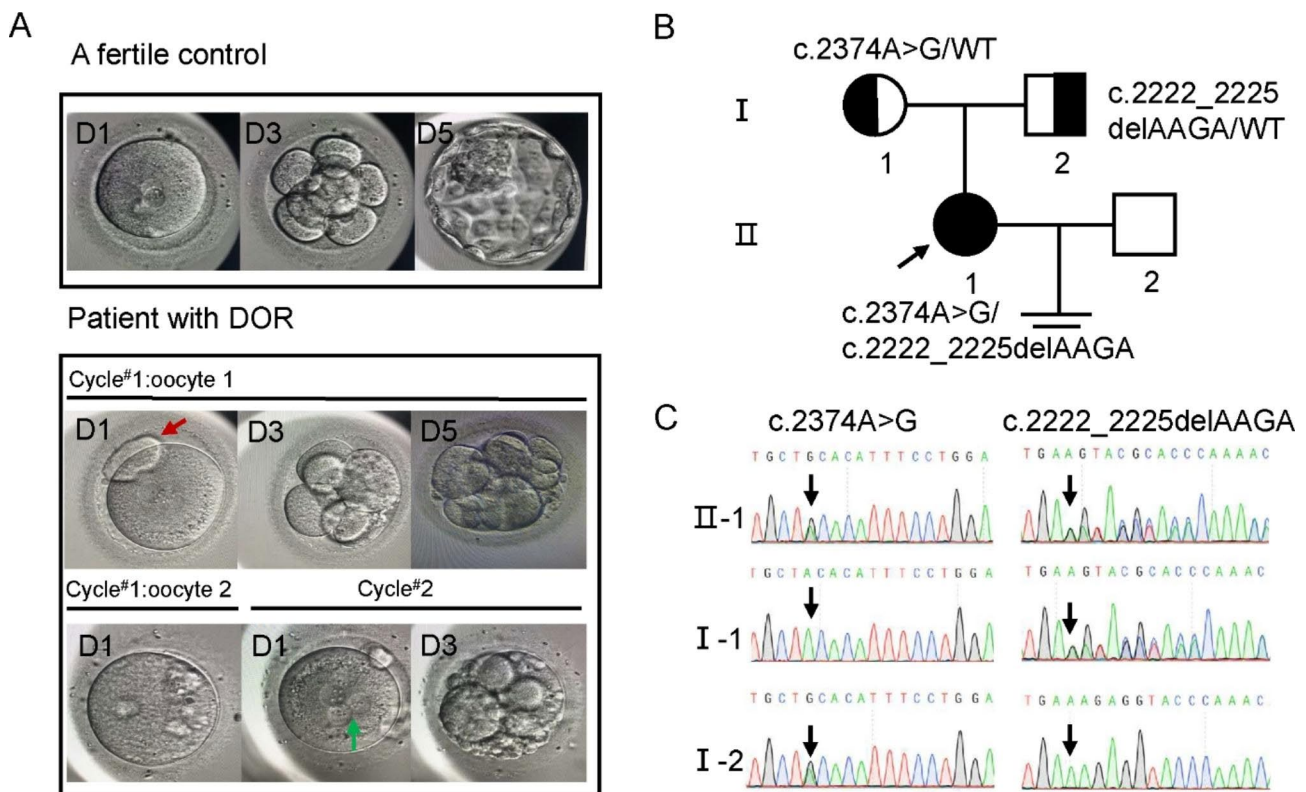 A
A fertile control
D1
D3
D5
Patient with DOR
Cycle#1:oocyte 1
D1
D3
D5
Cycle#1:oocyte 2
Cycle#2
D1
D1
D3
B
c.2374A>G/WT
I
c.2222_2225
delAAGA/WT
1
2
II
1
2
c.2374A>G/
c.2222_2225delAAGA
C
c.2374A>G
c.2222_2225delAAGA
TGCTGCACATTTCCTGGA
TGAAGTACGCACCCAAAAC
II-1
TGCTACACATTTCCTGGA
TGAAGTACGCACCCAAAC
I-1
TGCTGCACATTTCCTGGA
TGAAAGAGGTACCCAAAC
I-2